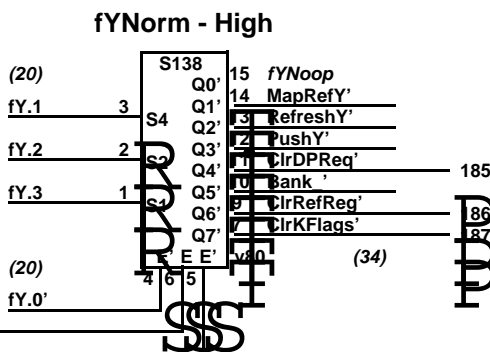 fYNorm - High
S138
(20)
15 fYNoop
Q0'
14 MapRefY'
fY.1 3 S4
Q1'
13 RefreshY'
Q2'
12 PushY'
fY.2 2 S2
Q3'
11 ClrDPReq' 185
Q4'
10 Bank_'
fY.3 1 S1
Q5'
9 ClrRefReg' 186
Q6'
7 ClrKFlags' 187
Q7'
(20)
E' E E' y80 (34)
4 6 5
fY.0'
SSS